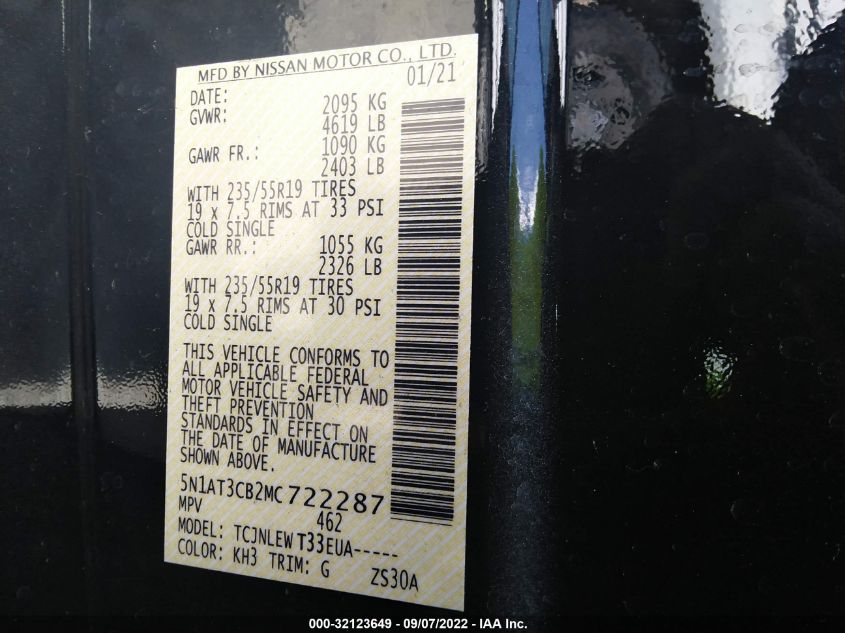 MFD BY NISSAN MOTOR CO., LTD.
DATE: 01/21
GVWR: 2095 KG
4619 LB
GAWR FR.: 1090 KG
2403 LB
WITH 235/55R19 TIRES
19 x 7.5 RIMS AT 33 PSI
COLD SINGLE
GAWR RR.: 1055 KG
2326 LB
WITH 235/55R19 TIRES
19 x 7.5 RIMS AT 30 PSI
COLD SINGLE
THIS VEHICLE CONFORMS TO
ALL APPLICABLE FEDERAL
MOTOR VEHICLE SAFETY AND
THEFT PREVENTION
STANDARDS IN EFFECT ON
THE DATE OF MANUFACTURE
SHOWN ABOVE.
5N1AT3CB2MC722287
MPV 462
MODEL: TCJNLEWT33EUA-----
COLOR: KH3 TRIM: G ZS30A
000-32123649 - 09/07/2022 - IAA Inc.